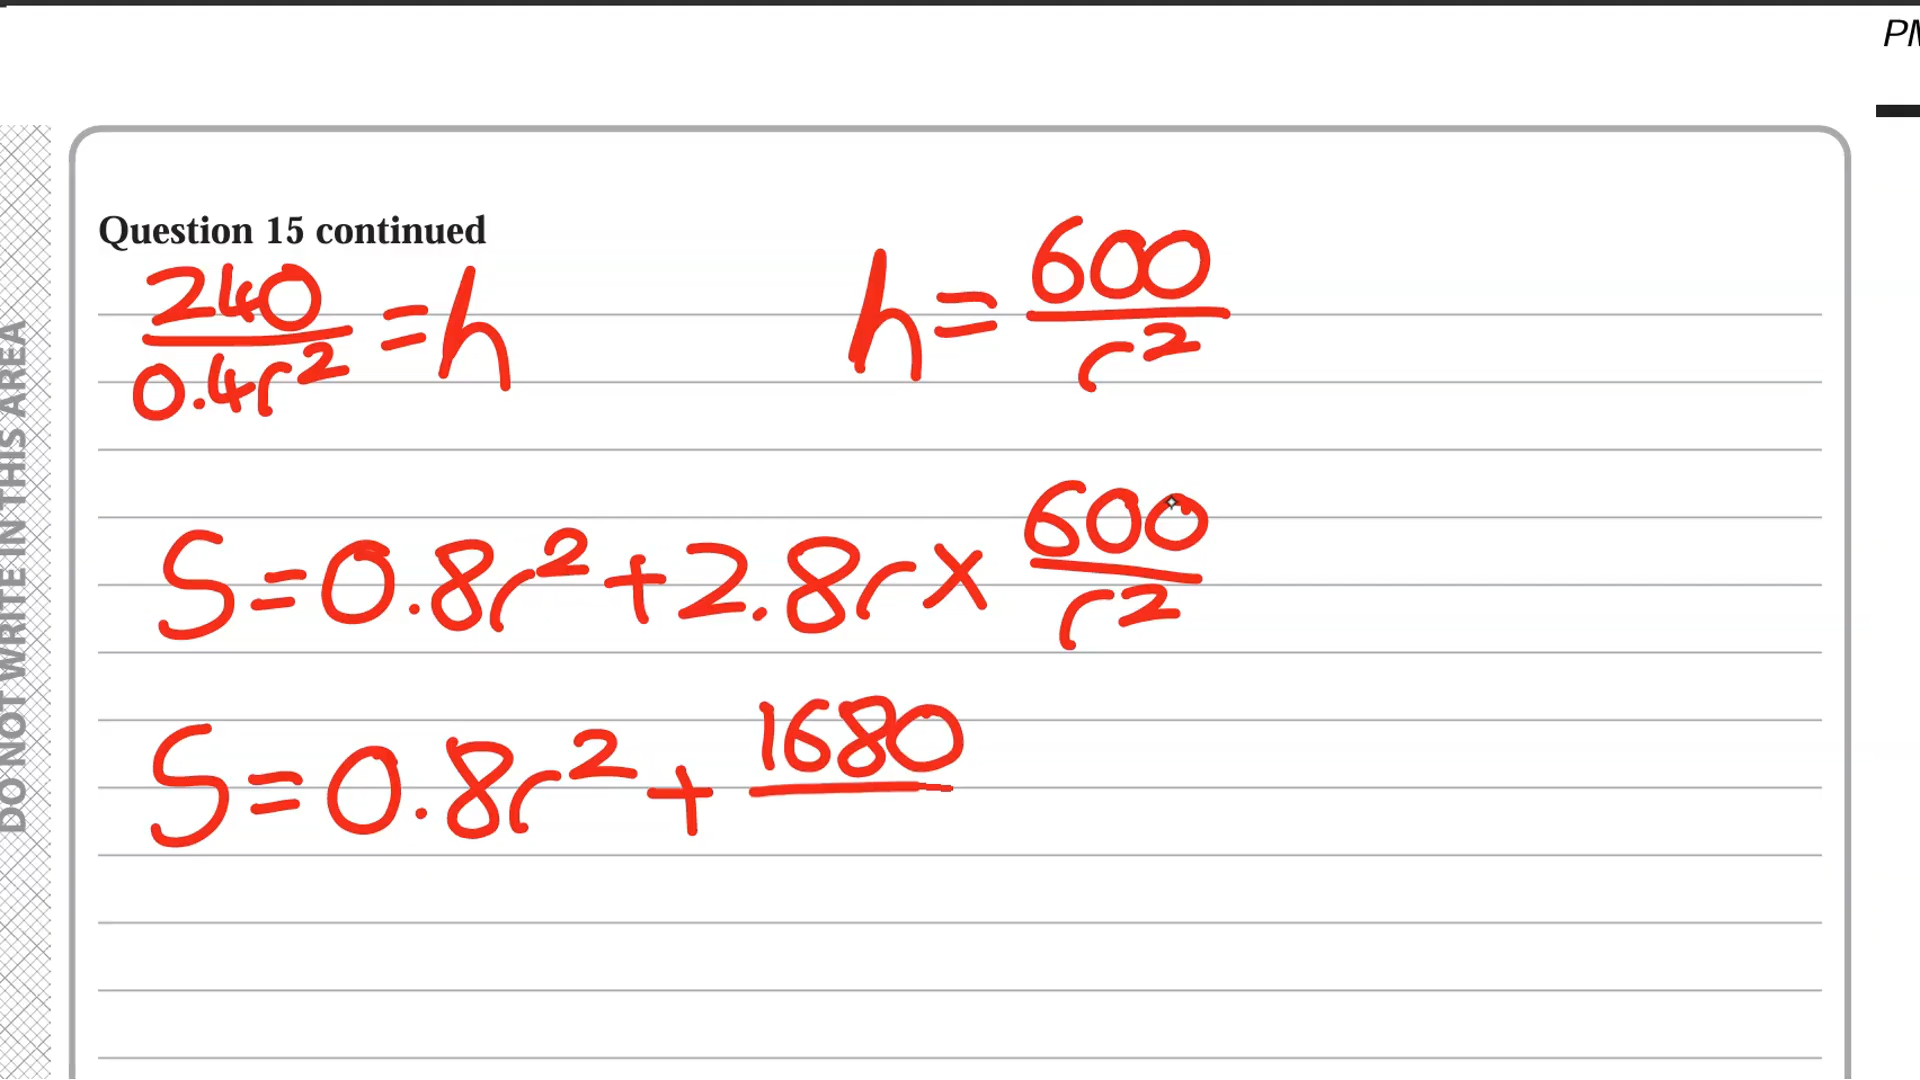 PM
DO NOT WRITE IN THIS AREA
Question 15 continued
240/0.4r² = h
h = 600/r²
S = 0.8r² + 2.8r × 600/r²
S = 0.8r² + 1680/